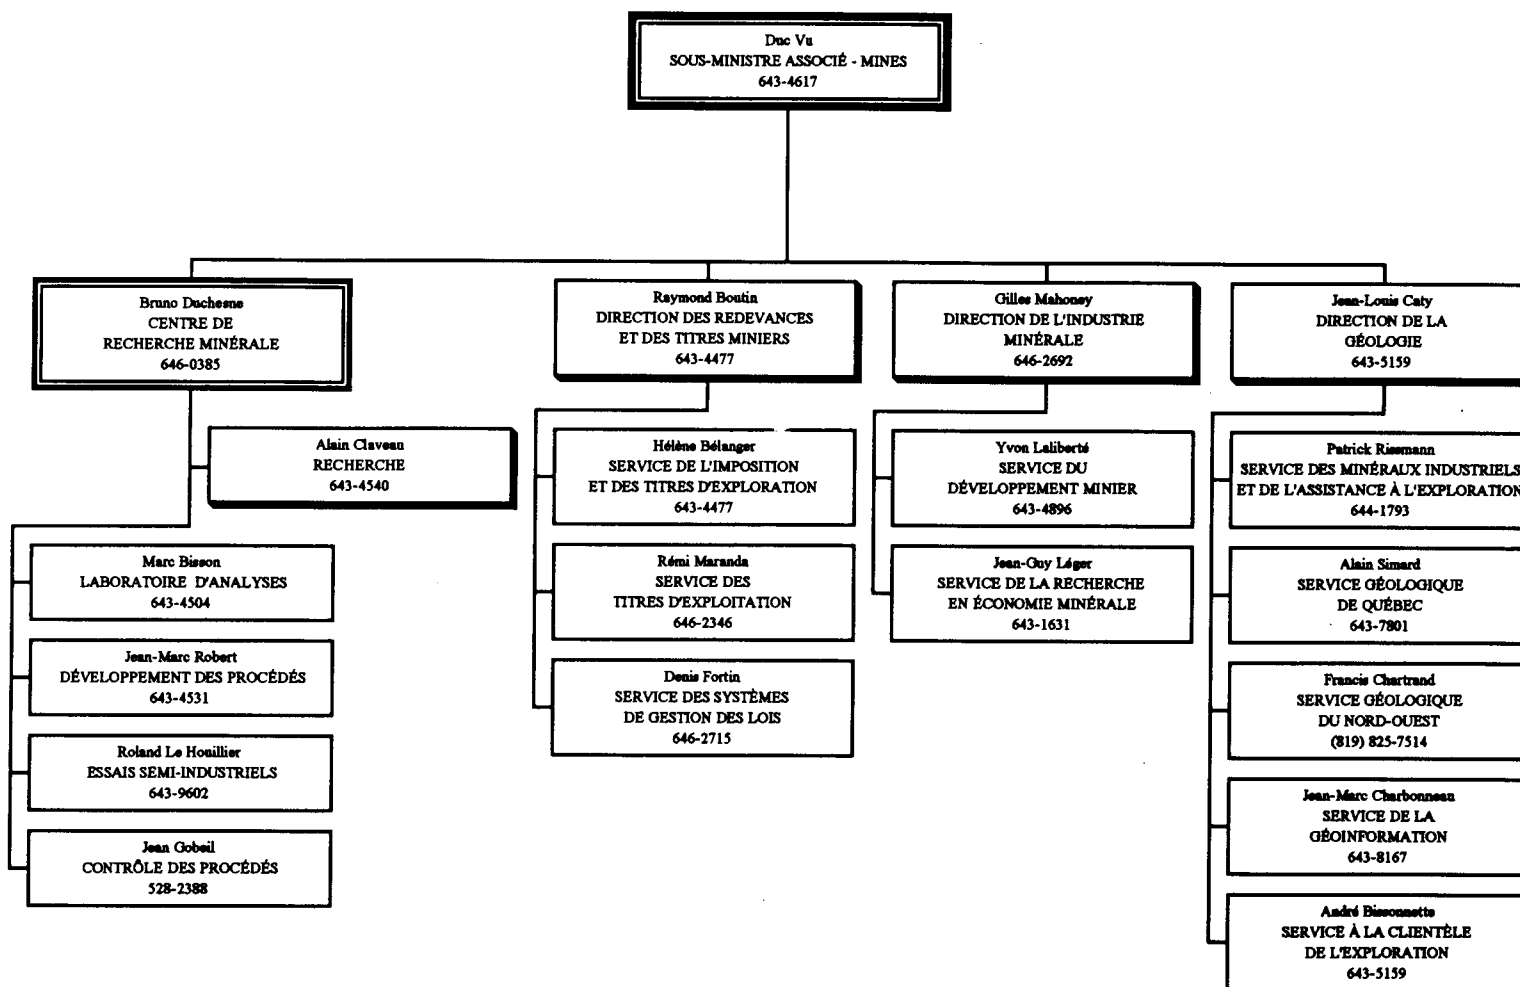 Duc Vu
SOUS-MINISTRE ASSOCIÉ - MINES
643-4617
Bruno Duchesne
CENTRE DE
RECHERCHE MINÉRALE
646-0385
Raymond Boutin
DIRECTION DES REDEVANCES
ET DES TITRES MINIERS
643-4477
Gilles Mahoney
DIRECTION DE L'INDUSTRIE
MINÉRALE
646-2692
Jean-Louis Caty
DIRECTION DE LA
GÉOLOGIE
643-5159
Alain Claveau
RECHERCHE
643-4540
Marc Bisson
LABORATOIRE D'ANALYSES
643-4504
Jean-Marc Robert
DÉVELOPPEMENT DES PROCÉDÉS
643-4531
Roland Le Houillier
ESSAIS SEMI-INDUSTRIELS
643-9602
Jean Gobeil
CONTRÔLE DES PROCÉDÉS
528-2388
Hélène Bélanger
SERVICE DE L'IMPOSITION
ET DES TITRES D'EXPLORATION
643-4477
Rémi Maranda
SERVICE DES
TITRES D'EXPLOITATION
646-2346
Denis Fortin
SERVICE DES SYSTÈMES
DE GESTION DES LOIS
646-2715
Yvon Laliberté
SERVICE DU
DÉVELOPPEMENT MINIER
643-4896
Jean-Guy Léger
SERVICE DE LA RECHERCHE
EN ÉCONOMIE MINÉRALE
643-1631
Patrick Rissmann
SERVICE DES MINÉRAUX INDUSTRIELS
ET DE L'ASSISTANCE À L'EXPLORATION
644-1793
Alain Simard
SERVICE GÉOLOGIQUE
DE QUÉBEC
643-7801
Francis Chartrand
SERVICE GÉOLOGIQUE
DU NORD-OUEST
(819) 825-7514
Jean-Marc Charbonneau
SERVICE DE LA
GÉOINFORMATION
643-8167
André Bissonnette
SERVICE À LA CLIENTÈLE
DE L'EXPLORATION
643-5159